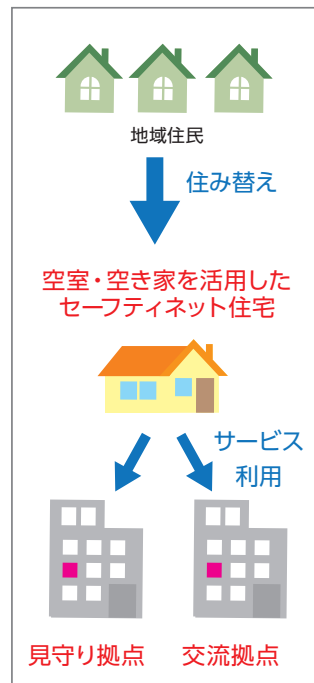 地域住民
住み替え
空室・空き家を活用した
セーフティネット住宅
サービス
利用
見守り拠点
交流拠点